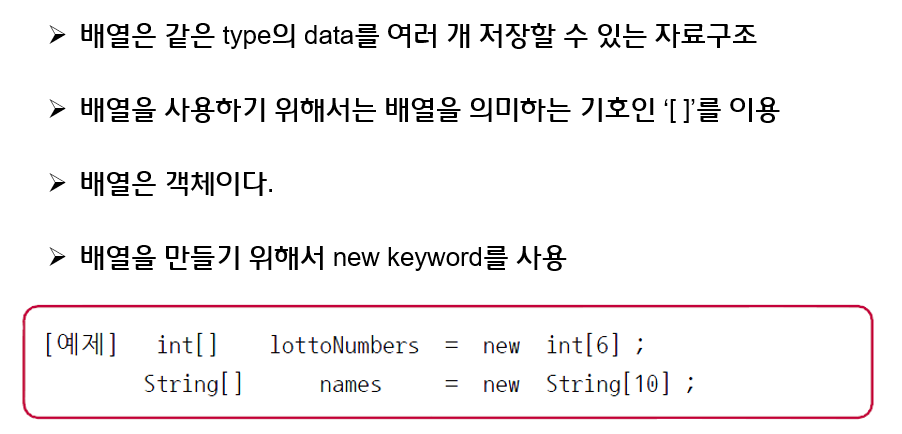 ➢ 배열은 같은 type의 data를 여러 개 저장할 수 있는 자료구조
➢ 배열을 사용하기 위해서는 배열을 의미하는 기호인 ‘[ ]’를 이용
➢ 배열은 객체이다.
➢ 배열을 만들기 위해서 new keyword를 사용
[예제] int[] lottoNumbers = new int[6] ;
String[] names = new String[10] ;